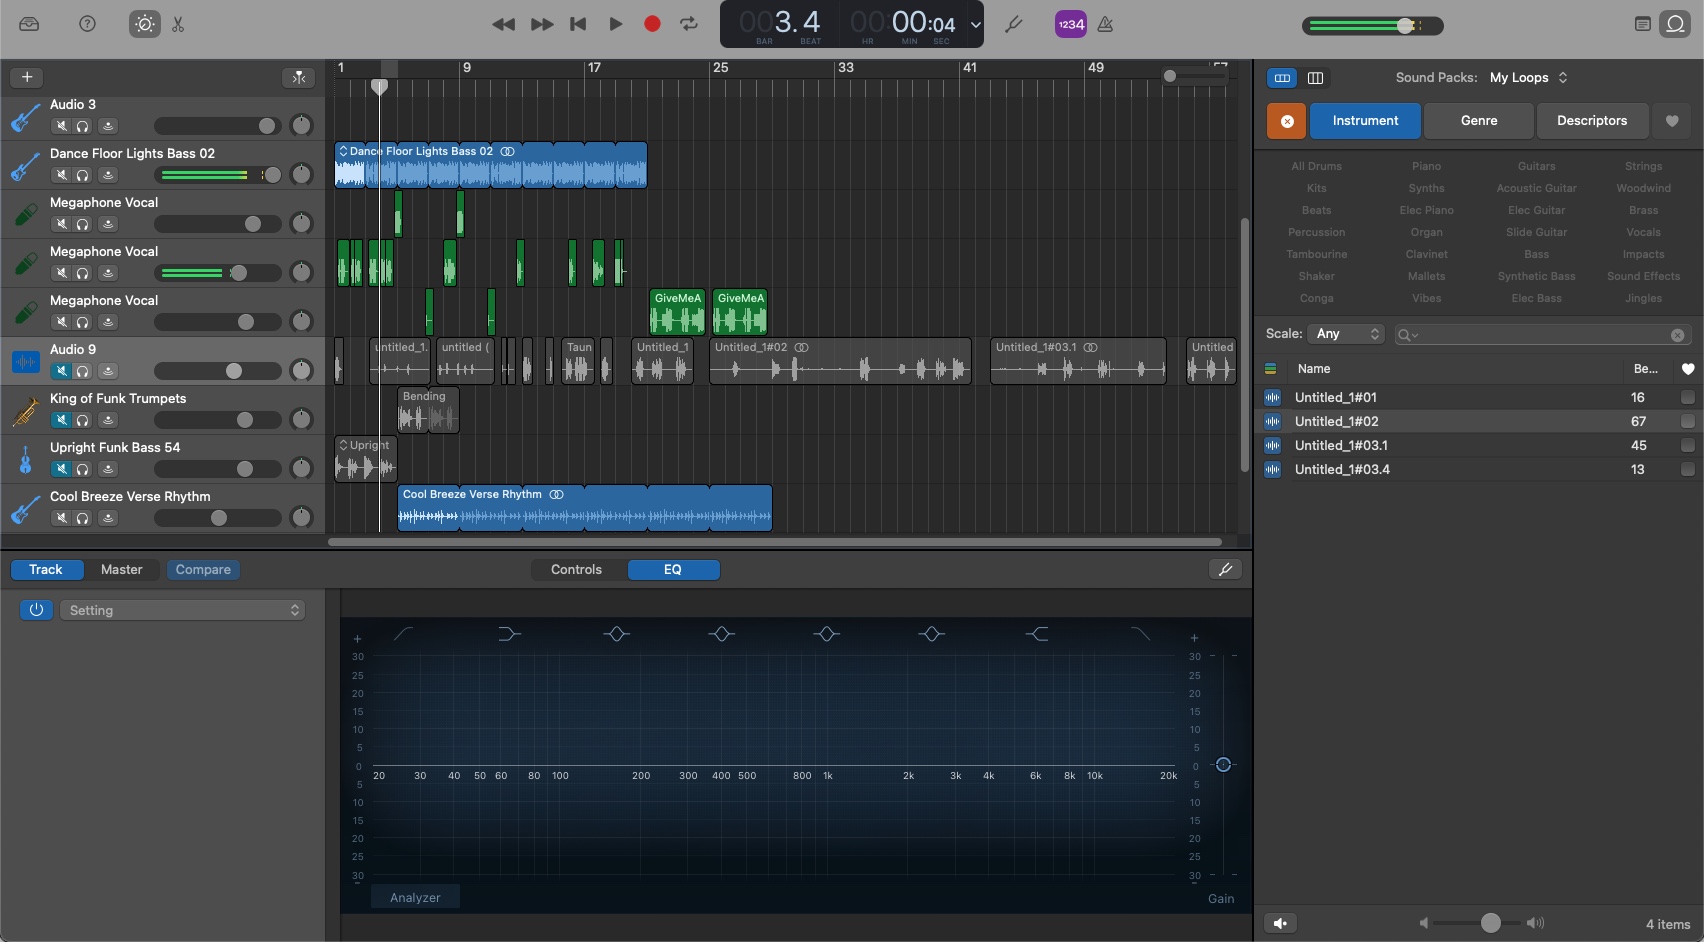 003. 4
BAR BEAT
00 00:04
HR MIN SEC
1234
1 9 17 25 33 41 49 57
Audio 3
Dance Floor Lights Bass 02
Megaphone Vocal
Megaphone Vocal
Megaphone Vocal
Audio 9
King of Funk Trumpets
Upright Funk Bass 54
Cool Breeze Verse Rhythm
Dance Floor Lights Bass 02
GiveMeA GiveMeA
untitled_1. untitled ( Taun Untitled_1 Untitled_1#02 Untitled_1#03.1 Untitled
Bending
Upright
Cool Breeze Verse Rhythm
Track Master Compare Controls EQ
Setting
+ +
30 30
25 25
20 20
15 15
10 10
5 5
0 20 30 40 50 60 80 100 200 300 400 500 800 1k 2k 3k 4k 6k 8k 10k 20k 0
5 5
10 10
15 15
20 20
25 25
30 30
- -
Analyzer Gain
Sound Packs: My Loops
Instrument Genre Descriptors
All Drums Piano Guitars Strings
Kits Synths Acoustic Guitar Woodwind
Beats Elec Piano Elec Guitar Brass
Percussion Organ Slide Guitar Vocals
Tambourine Clavinet Bass Impacts
Shaker Mallets Synthetic Bass Sound Effects
Conga Vibes Elec Bass Jingles
Scale: Any
Name Be...
Untitled_1#01 16
Untitled_1#02 67
Untitled_1#03.1 45
Untitled_1#03.4 13
4 items